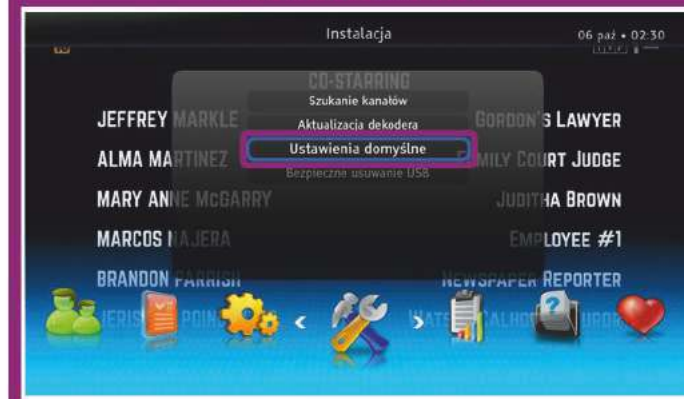 Instalacja
06 paź • 02:30
CO-STARRING
Szukanie kanałów
JEFFREY MARKLE GORDON'S LAWYER
Aktualizacja dekodera
Ustawienia domyślne
ALMA MARTINEZ FAMILY COURT JUDGE
Bezpieczne usuwanie USB
MARY ANNE MCGARRY JUDITHA BROWN
MARCOS NAJERA EMPLOYEE #1
BRANDON PARRISH NEWSPAPER REPORTER
?